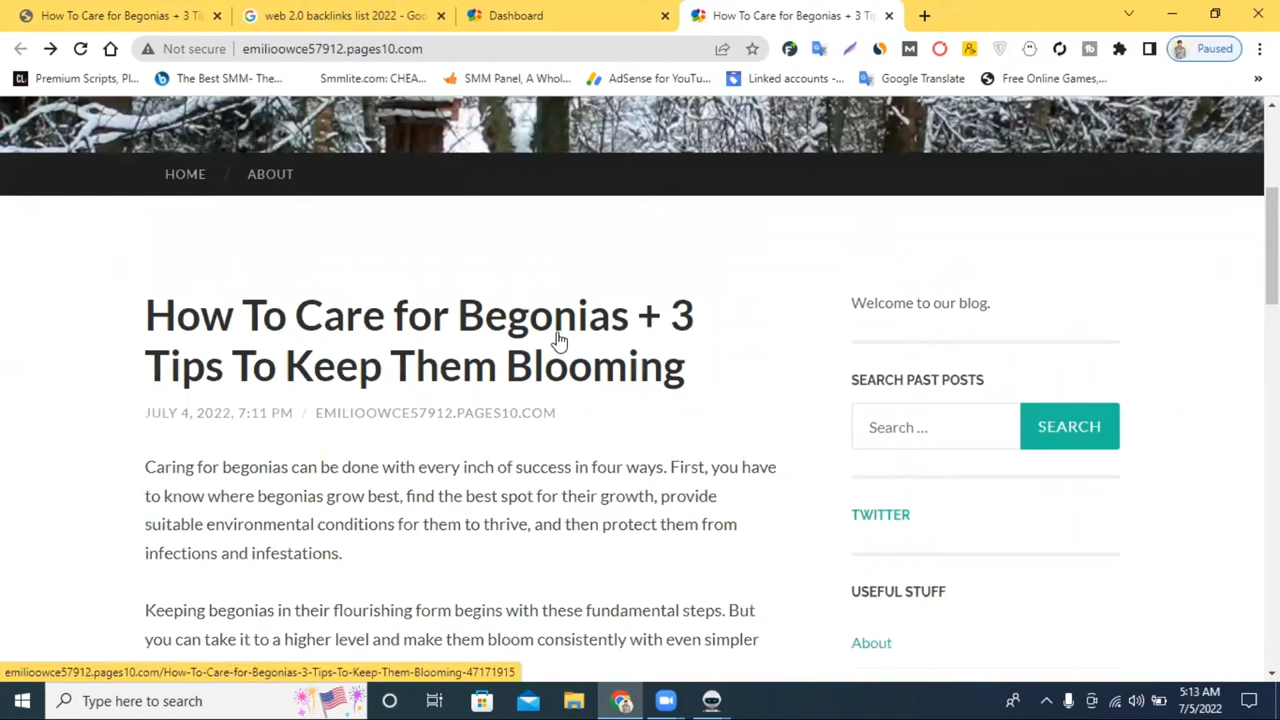 How To Care for Begonias + 3 Ti
web 2.0 backlinks list 2022 - Goo
Dashboard
How To Care for Begonias + 3 Tip
Not secure
emilioowce57912.pages10.com
Paused
Premium Scripts, Pl...
The Best SMM- The...
Smmlite.com: CHEA...
SMM Panel, A Whol...
AdSense for YouTu...
Linked accounts -...
Google Translate
Free Online Games,...
»
HOME / ABOUT
How To Care for Begonias + 3
Tips To Keep Them Blooming
JULY 4, 2022, 7:11 PM / EMILIOOWCE57912.PAGES10.COM
Caring for begonias can be done with every inch of success in four ways. First, you have
to know where begonias grow best, find the best spot for their growth, provide
suitable environmental conditions for them to thrive, and then protect them from
infections and infestations.
Keeping begonias in their flourishing form begins with these fundamental steps. But
you can take it to a higher level and make them bloom consistently with even simpler
Welcome to our blog.
SEARCH PAST POSTS
Search ...
SEARCH
TWITTER
USEFUL STUFF
About
emilioowce57912.pages10.com/How-To-Care-for-Begonias-3-Tips-To-Keep-Them-Blooming-47171915
Type here to search
5:13 AM
7/5/2022